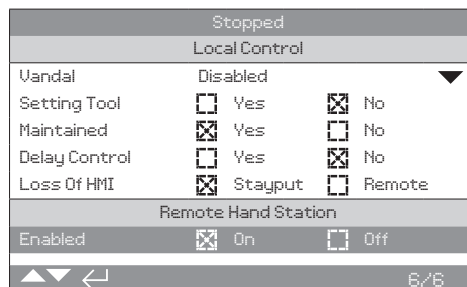 Stopped
Local Control
Vandal Disabled
Setting Tool Yes No
Maintained Yes No
Delay Control Yes No
Loss Of HMI Stayput Remote
Remote Hand Station
Enabled On Off
6/6